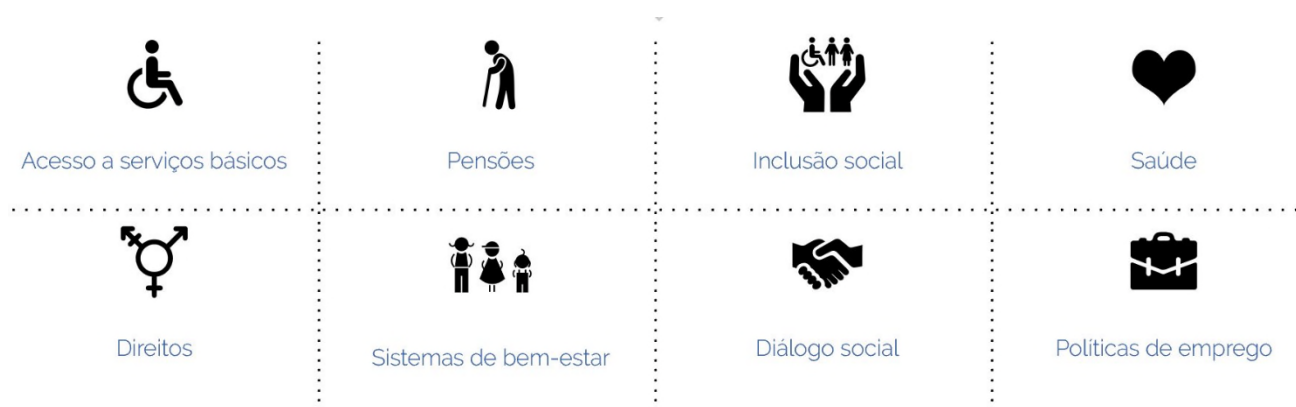 Acesso a serviços básicos
Pensões
Inclusão social
Saúde
Direitos
Sistemas de bem-estar
Diálogo social
Políticas de emprego